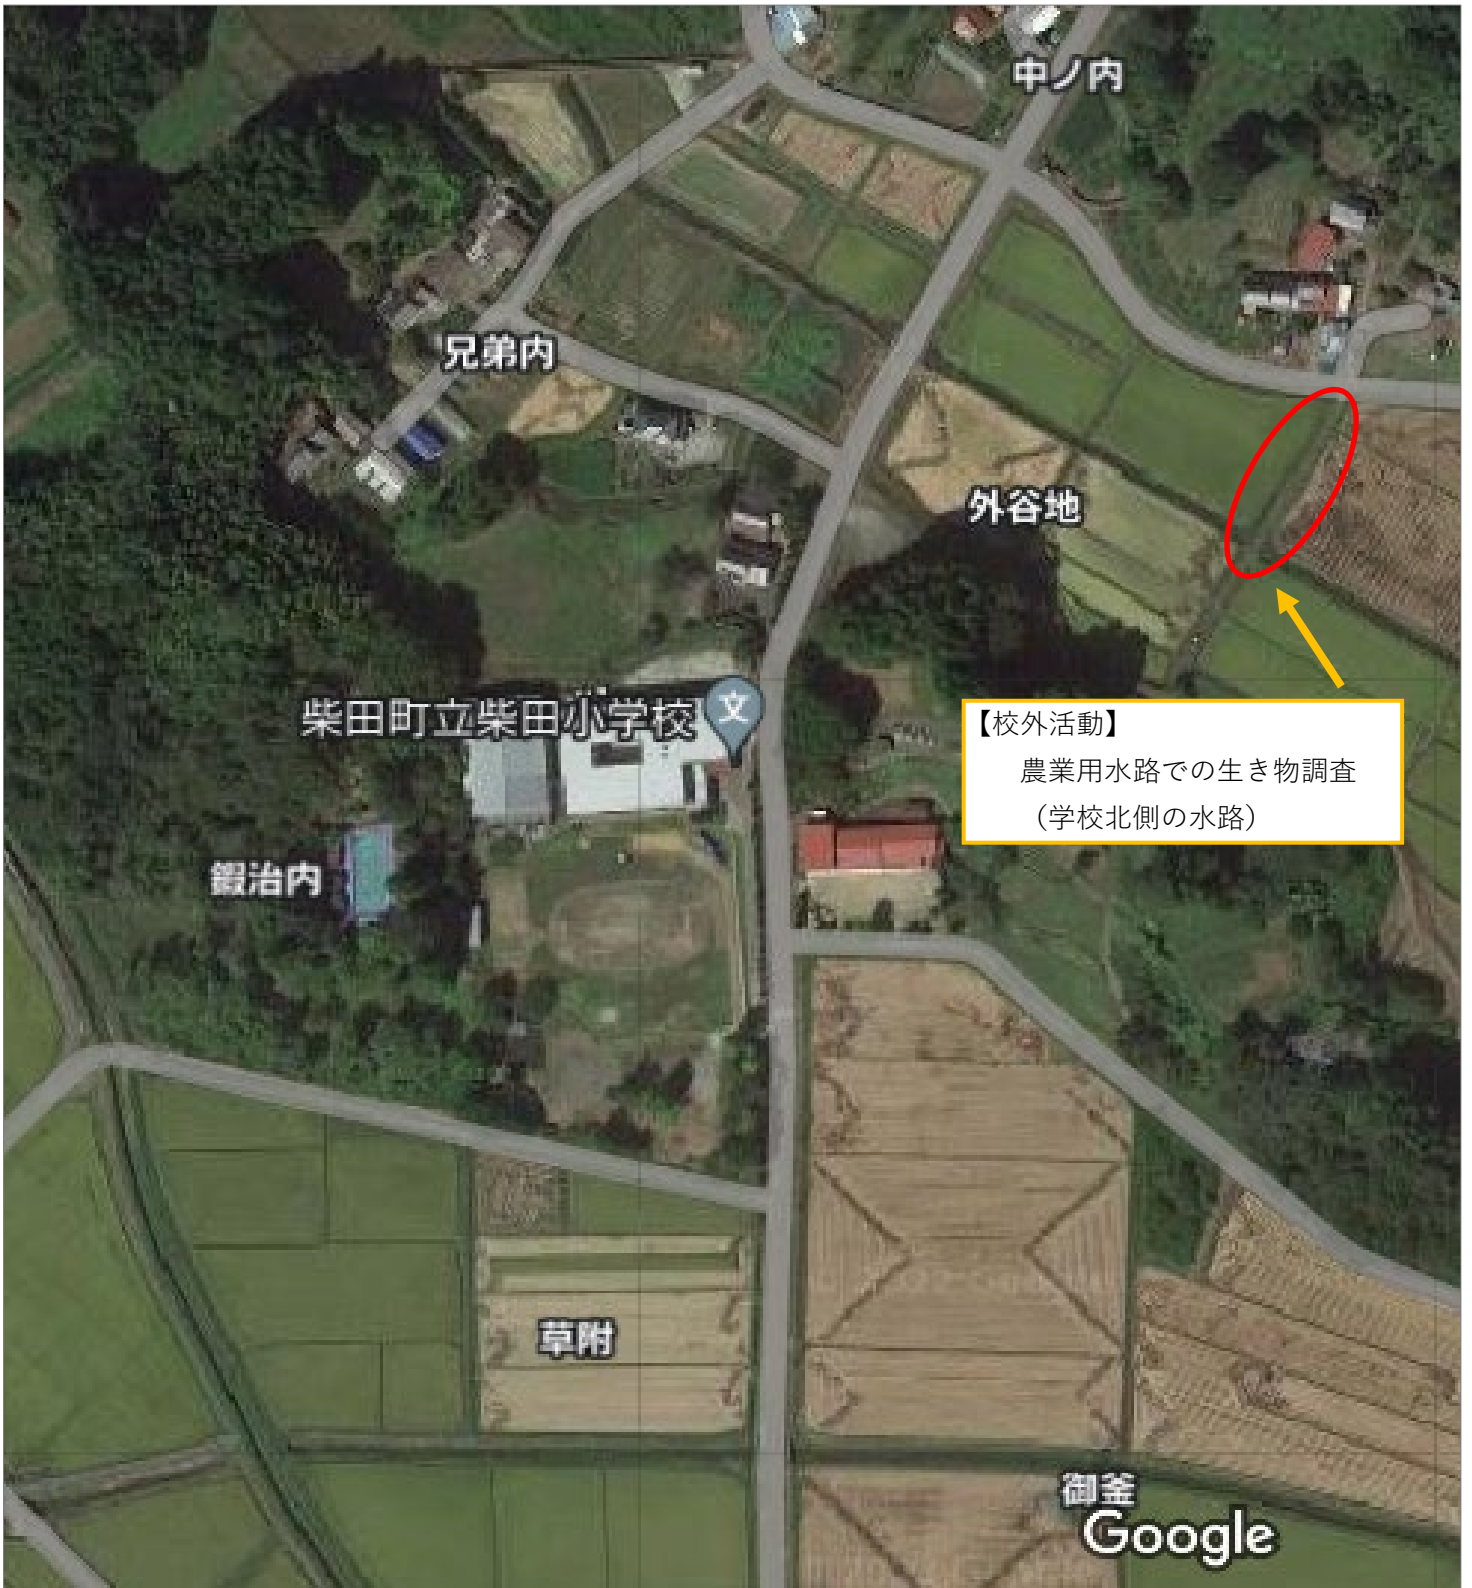 中ノ内
兄弟内
外谷地
柴田町立柴田小学校
文
【校外活動】
農業用水路での生き物調査
（学校北側の水路）
鍛冶内
草附
御釜
Google